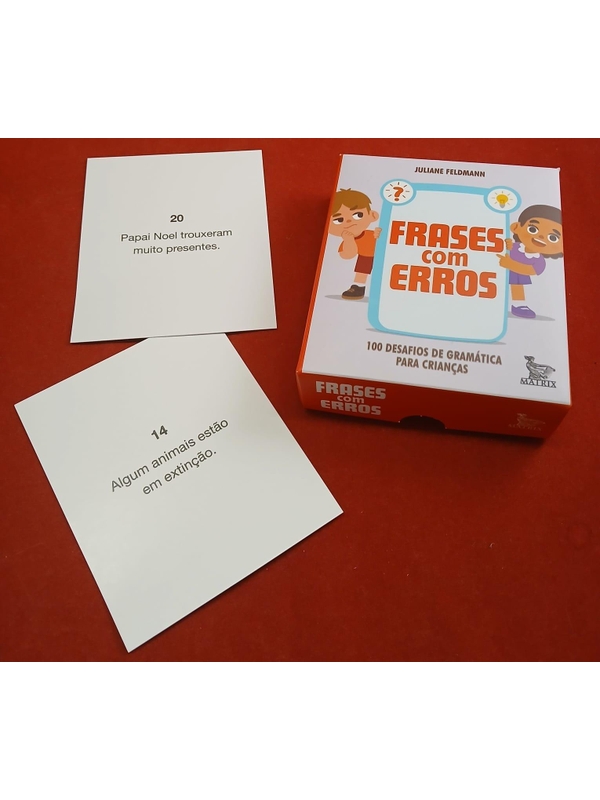 20
Papai Noel trouxeram
muito presentes.
14
Algum animais estão
em extinção.
JULIANE FELDMANN
?
FRASES
com
ERROS
100 DESAFIOS DE GRAMÁTICA
PARA CRIANÇAS
MATRIX
FRASES
com
ERROS